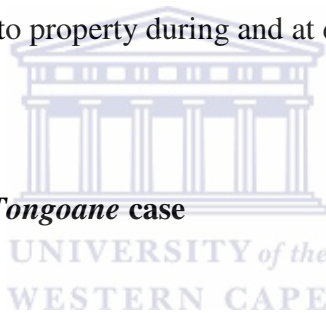 to property during and at
Tongoane case
UNIVERSITY of the
WESTERN CAPE